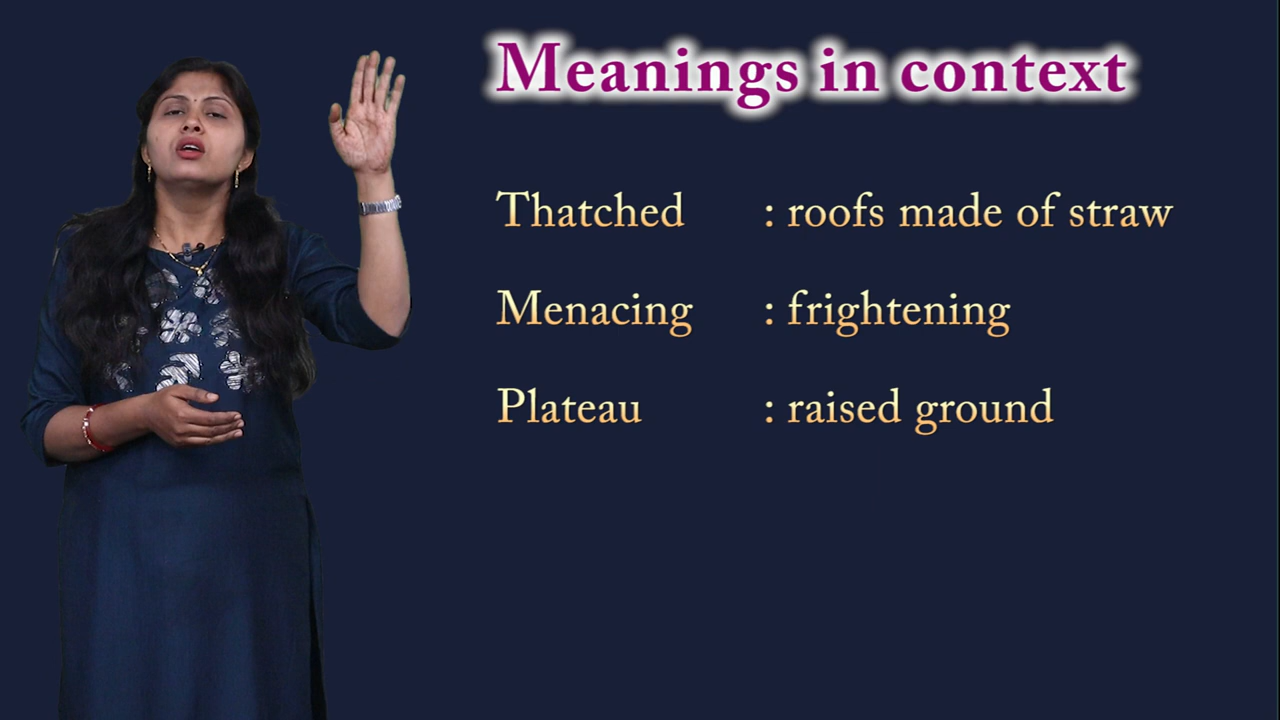 Meanings in context
Thatched : roofs made of straw
Menacing : frightening
Plateau : raised ground